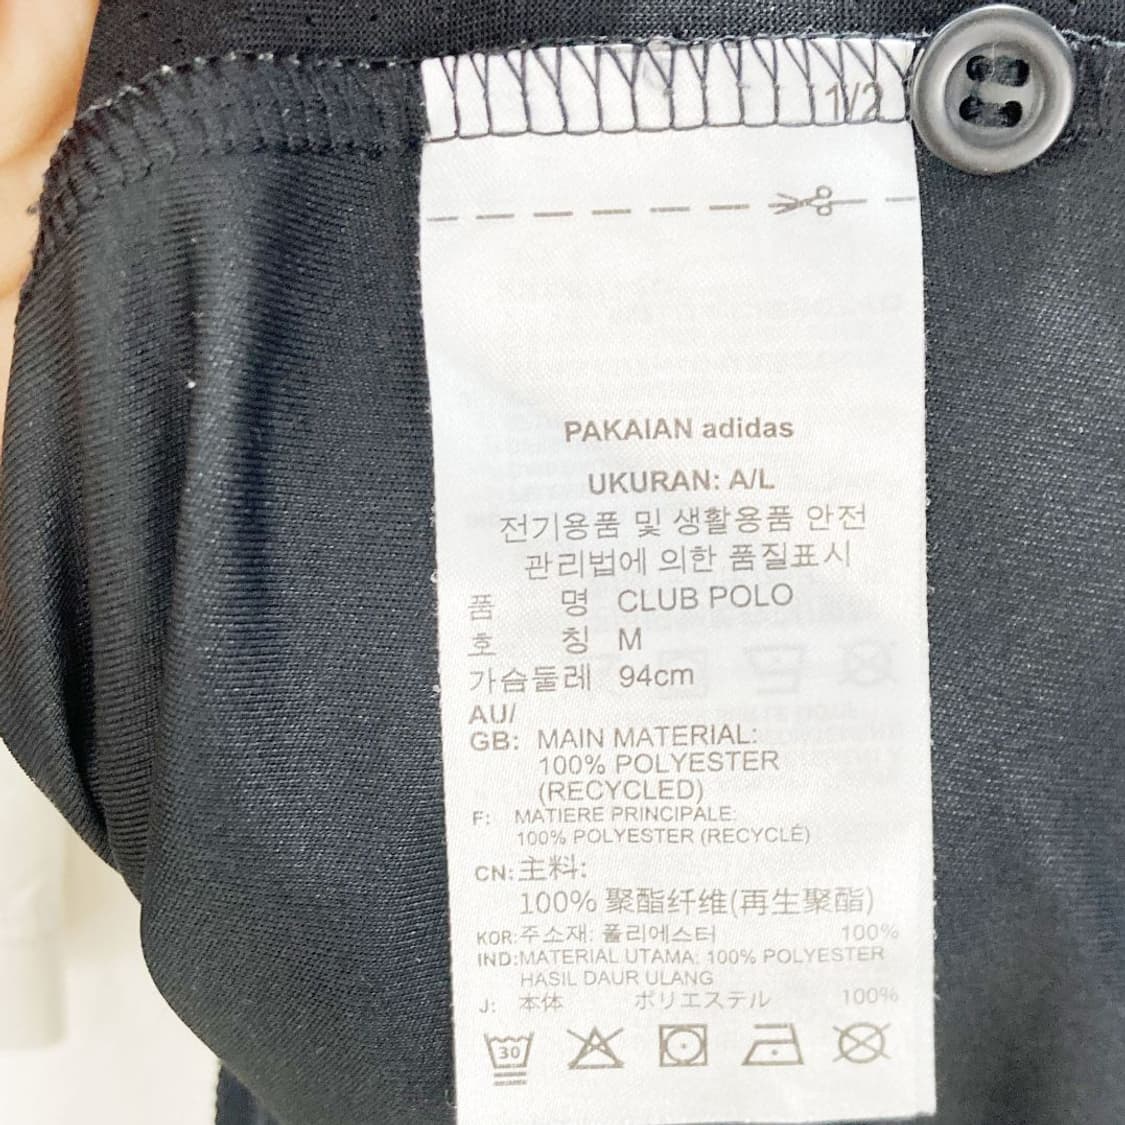 1/2
PAKAIAN adidas
UKURAN: A/L
전기용품 및 생활용품 안전
관리법에 의한 품질표시
품 명 CLUB POLO
호 칭 M
가슴둘레 94cm
AU/
GB: MAIN MATERIAL:
100% POLYESTER
(RECYCLED)
F: MATIERE PRINCIPALE:
100% POLYESTER (RECYCLÉ)
CN:主料:
100% 聚酯纤维(再生聚酯)
KOR:주소재: 폴리에스터 100%
IND:MATERIAL UTAMA: 100% POLYESTER
HASIL DAUR ULANG
J: 本体 ポリエステル 100%
30